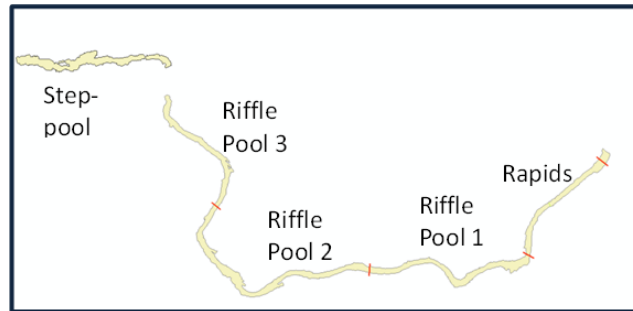 Step-
pool
Riffle
Pool 3
Riffle
Pool 2
Riffle
Pool 1
Rapids